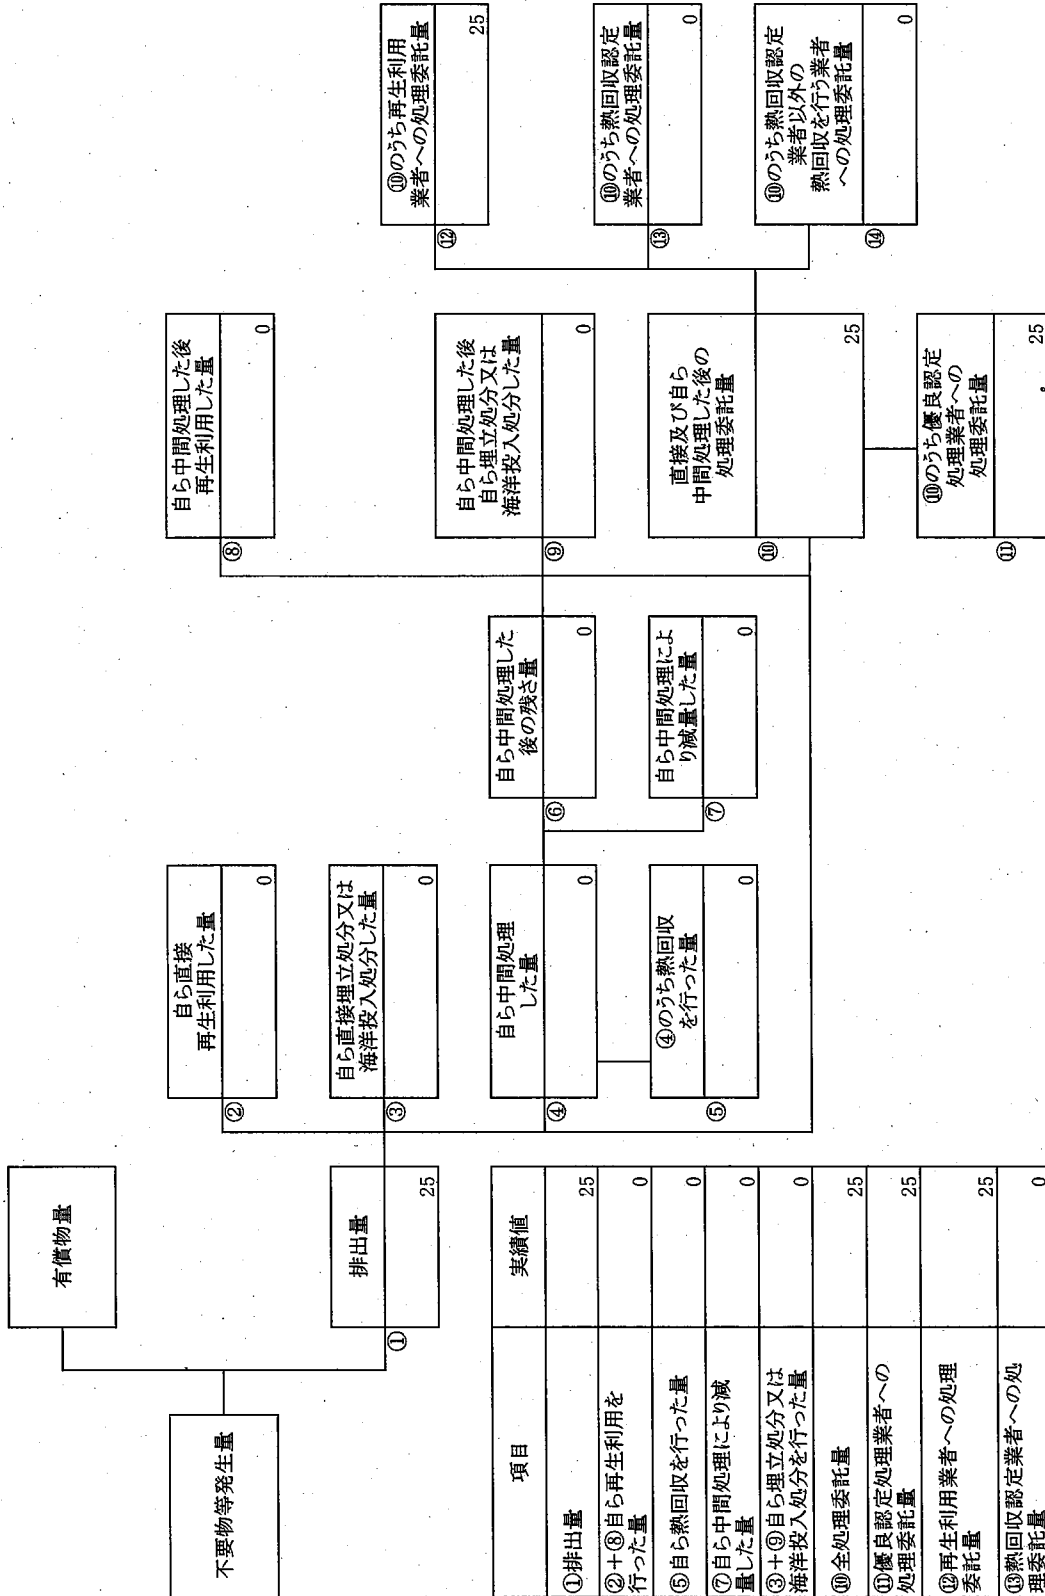 不要物等発生量
有償物量
排出量
①
25
自ら直接
再生利用した量
②
0
自ら直接埋立処分又は
海洋投入処分した量
③
0
自ら中間処理
した量
④
0
④のうち熱回収
を行った量
⑤
0
自ら中間処理した
後の残さ量
⑥
0
自ら中間処理によ
り減量した量
⑦
0
自ら中間処理した後
再生利用した量
⑧
0
自ら中間処理した後
自ら埋立処分又は
海洋投入処分した量
⑨
0
直接及び自ら
中間処理した後の
処理委託量
⑩
25
⑩のうち優良認定
処理業者への
処理委託量
⑪
25
⑩のうち再生利用
業者への処理委託量
⑫
25
⑩のうち熱回収認定
業者への処理委託量
⑬
0
⑩のうち熱回収認定
業者以外の
熱回収を行う業者
への処理委託量
⑭
0
項目 実績値
①排出量 25
②+⑧自ら再生利用を
行った量 0
⑤自ら熱回収を行った量 0
⑦自ら中間処理により減
量した量 0
③+⑨自ら埋立処分又は
海洋投入処分を行った量 0
⑩全処理委託量 25
⑪優良認定処理業者への
処理委託量 25
⑫再生利用業者への処理
委託量 25
⑬熱回収認定業者への処
理委託量 0